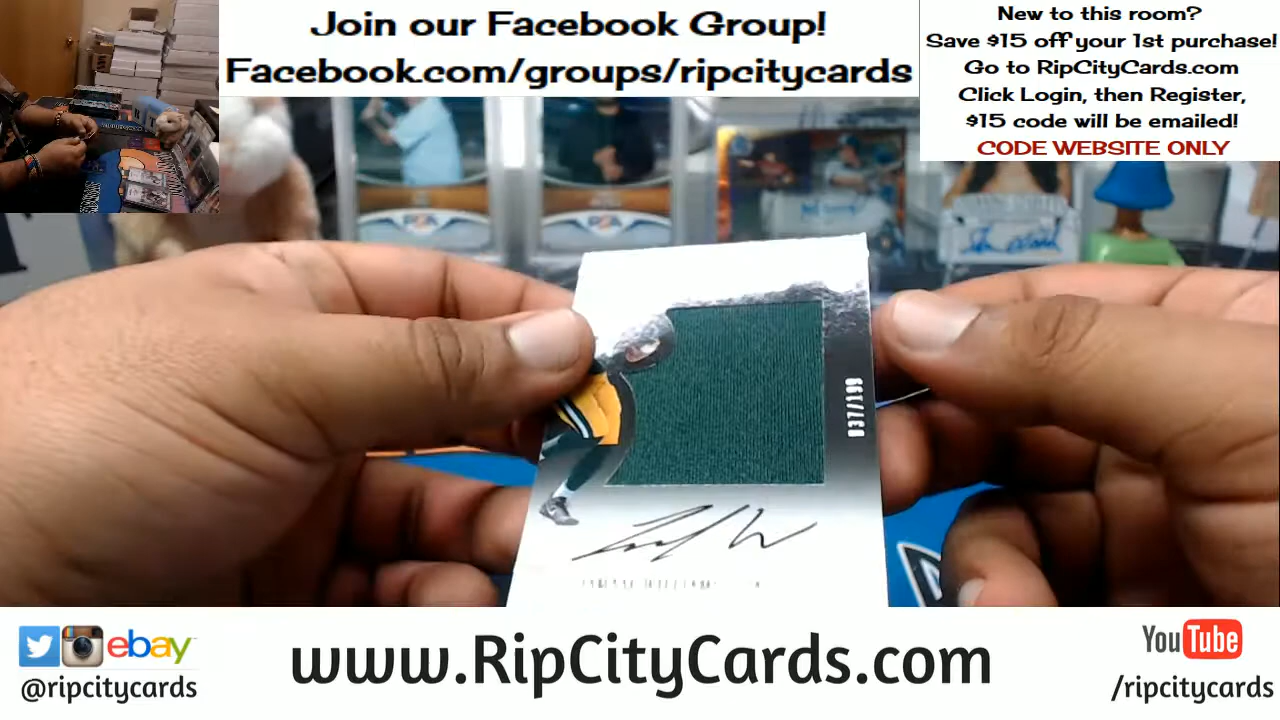 Join our Facebook Group!
Facebook.com/groups/ripcitycards
New to this room?
Save $15 off your 1st purchase!
Go to RipCityCards.com
Click Login, then Register,
$15 code will be emailed!
CODE WEBSITE ONLY
037/199
ebay
@ripcitycards
www.RipCityCards.com
YouTube
/ripcitycards